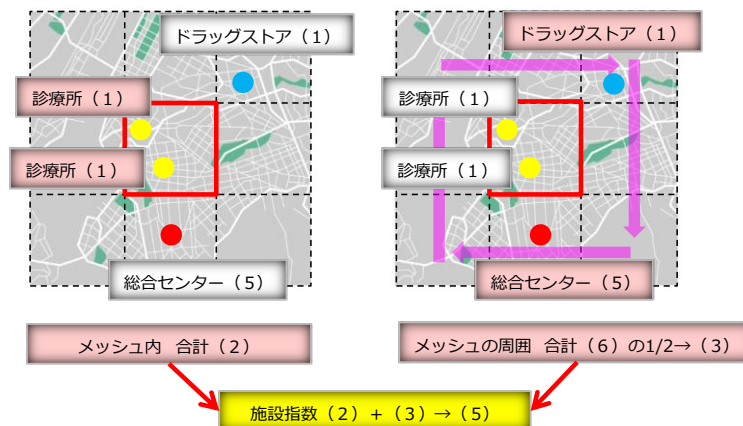 ドラッグストア（1）
診療所（1）
診療所（1）
総合センター（5）
ドラッグストア（1）
診療所（1）
診療所（1）
総合センター（5）
メッシュ内 合計（2）
メッシュの周囲 合計（6）の1/2→（3）
施設指数（2）＋（3）→（5）